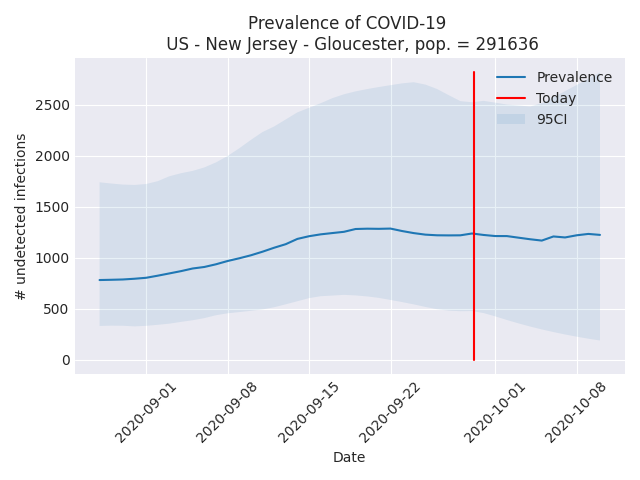 Prevalence of COVID-19
US - New Jersey - Gloucester, pop. = 291636
Prevalence
Today
95CI
2500
2000
1500
1000
500
0
# undetected infections
2020-09-01
2020-09-08
2020-09-15
2020-09-22
2020-10-01
2020-10-08
Date